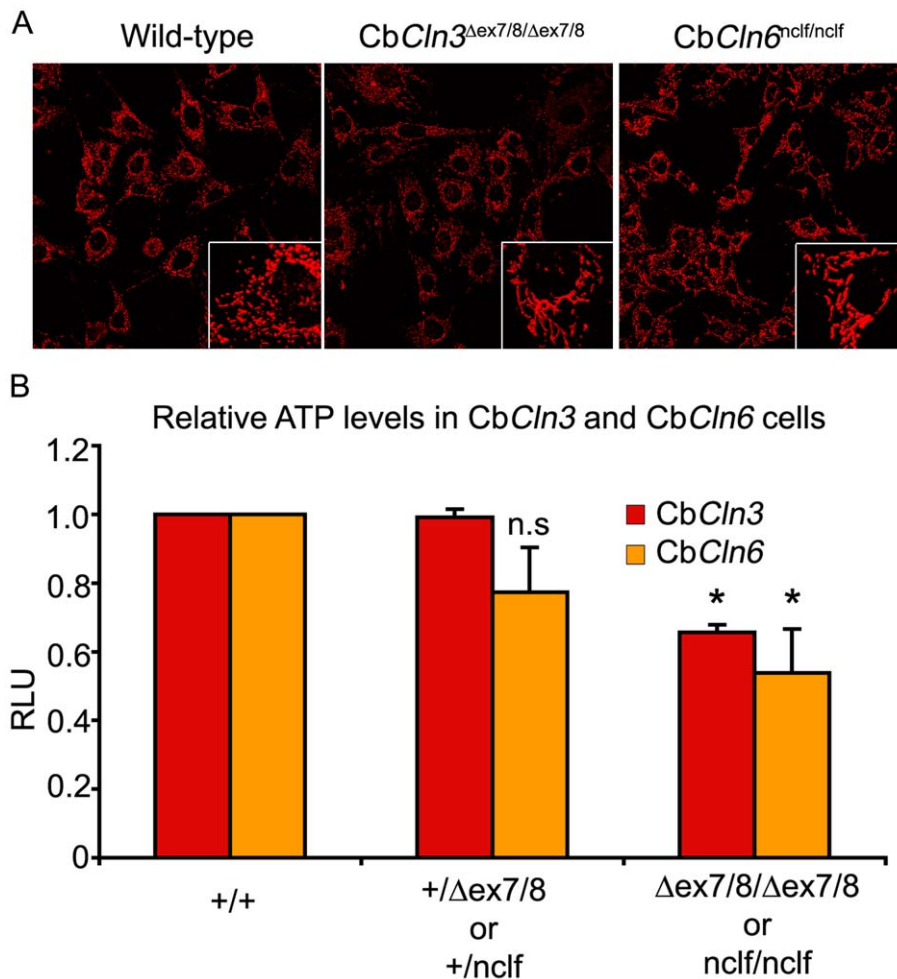 A
Wild-type
CbCln3Δex7/8/Δex7/8
CbCln6nclf/nclf
B
Relative ATP levels in CbCln3 and CbCln6 cells
1.2
1.0
0.8
0.6
0.4
0.2
0
RLU
n.s
CbCln3
CbCln6
*
*
+/+
+/Δex7/8
or
+/nclf
Δex7/8/Δex7/8
or
nclf/nclf